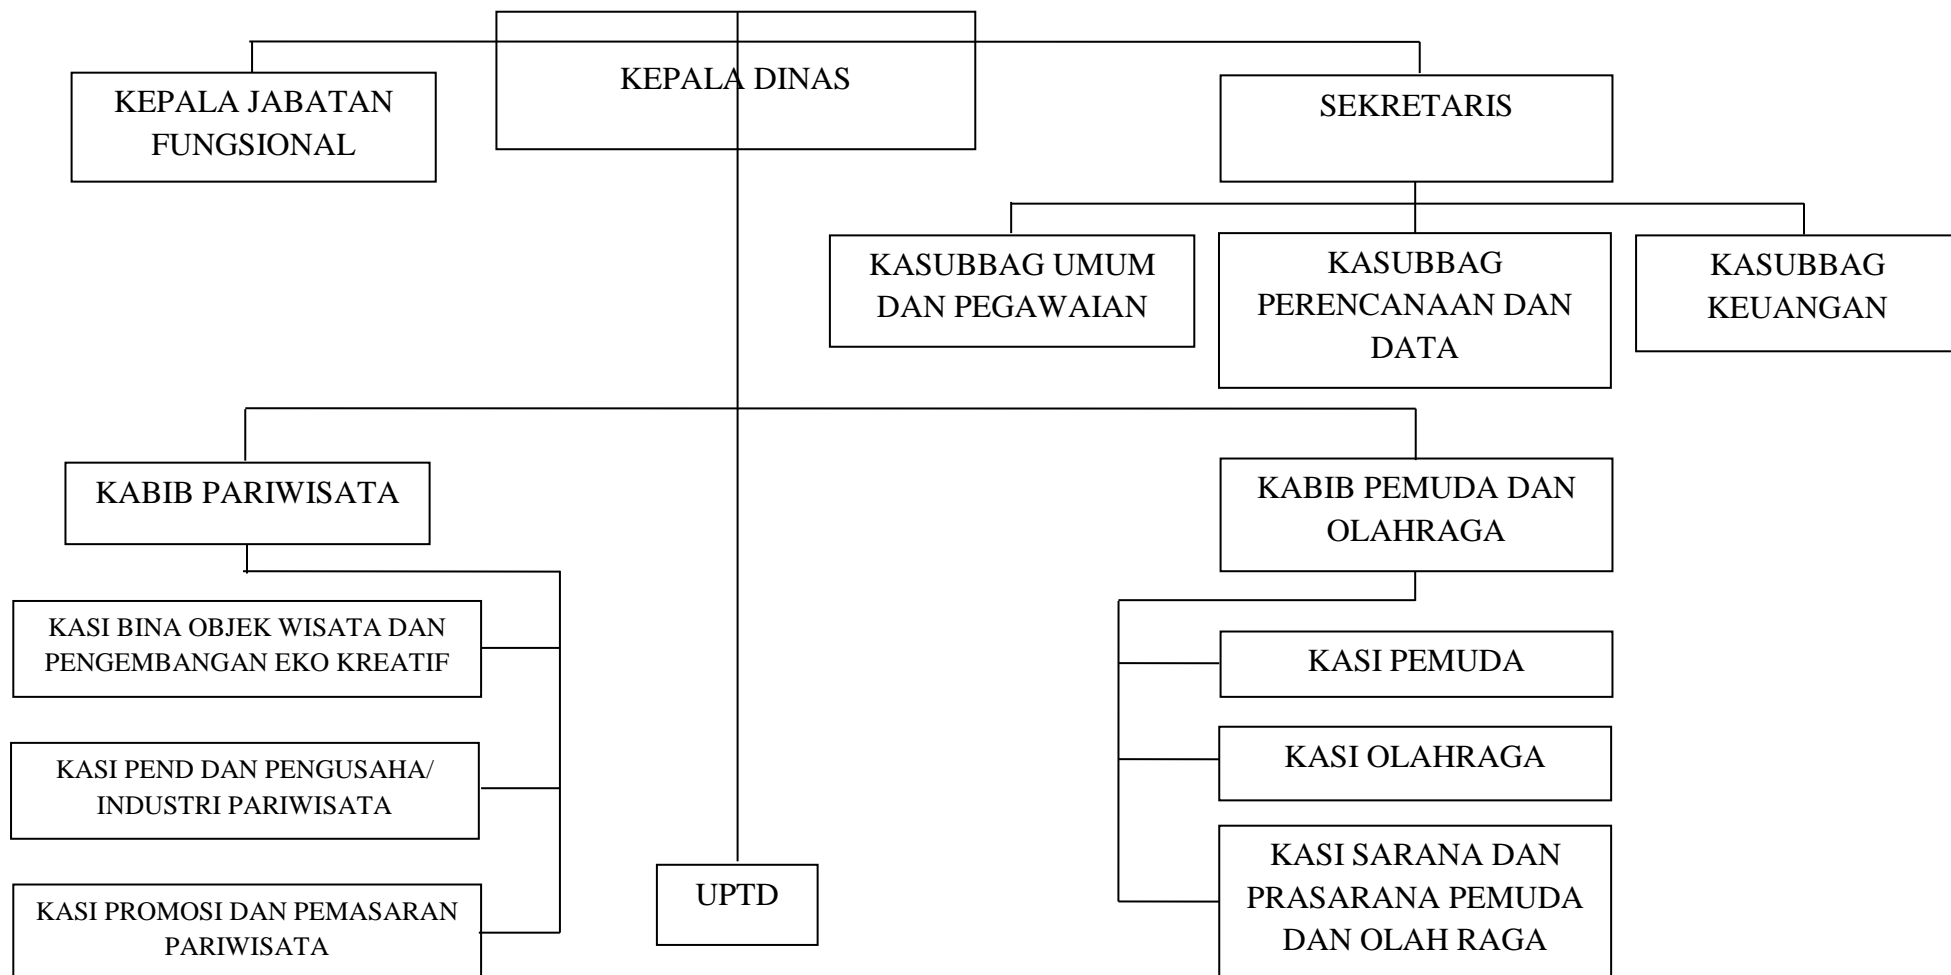 KEPALA DINAS
KEPALA JABATAN
FUNGSIONAL
SEKRETARIS
KASUBBAG UMUM
DAN PEGAWAIAN
KASUBBAG
PERENCANAAN DAN
DATA
KASUBBAG
KEUANGAN
KABIB PARIWISATA
KABIB PEMUDA DAN
OLAHRAGA
KASI BINA OBJEK WISATA DAN
PENGEMBANGAN EKO KREATIF
KASI PEND DAN PENGUSAHA/
INDUSTRI PARIWISATA
KASI PROMOSI DAN PEMASARAN
PARIWISATA
UPTD
KASI PEMUDA
KASI OLAHRAGA
KASI SARANA DAN
PRASARANA PEMUDA
DAN OLAH RAGA